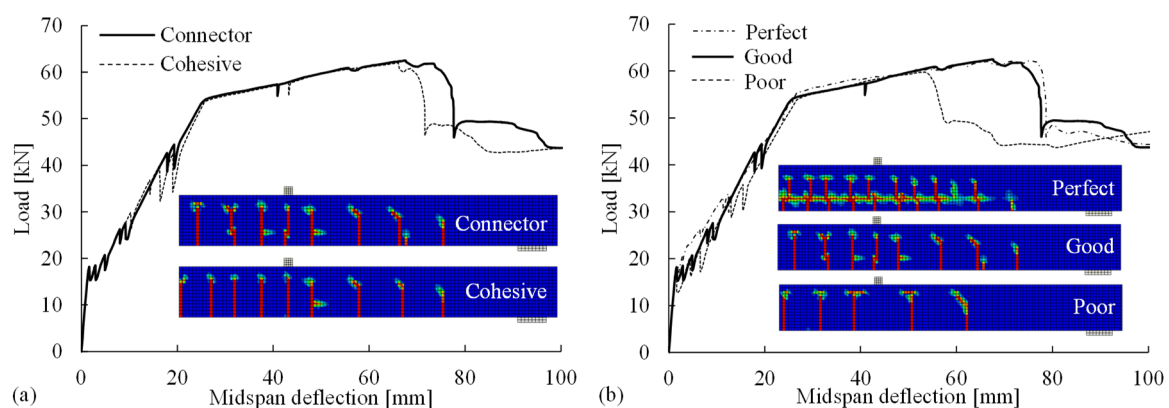 70
60
50
40
30
20
10
0
Load [kN]
Connector
Cohesive
Connector
Cohesive
0 20 40 60 80 100
(a) Midspan deflection [mm]
70
60
50
40
30
20
10
0
Load [kN]
Perfect
Good
Poor
Perfect
Good
Poor
0 20 40 60 80 100
(b) Midspan deflection [mm]